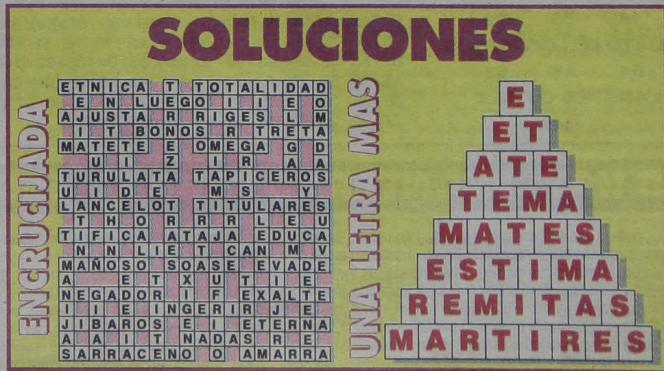 SOLUCIONES
ENCRUCIJADA
ETNICA T TOTALIDAD
E N LUEGO I I E O
AJUSTA R RIGES L M
I T BONOS R TRETA
MATETE E OMEGA G D
U I Z I R A A
TURULATA TAPICEROS
U I D E M S Y
LANCELOT TITULARES
T H O R R R L E U
TIFICA ATAJA EDUCA
N N LIE T CAN M V
MAÑOSO SOASE EVADE
A E T X U T I E
NEGADOR I F EXALTE
I I E INGERIR J E
JIBAROS E I ETERNA
A A I T NADAS R E
SARRACENO O AMARRA
UNA LETRA MAS
E
ET
ATE
TEMA
MATES
ESTIMA
REMITAS
MARTIRES